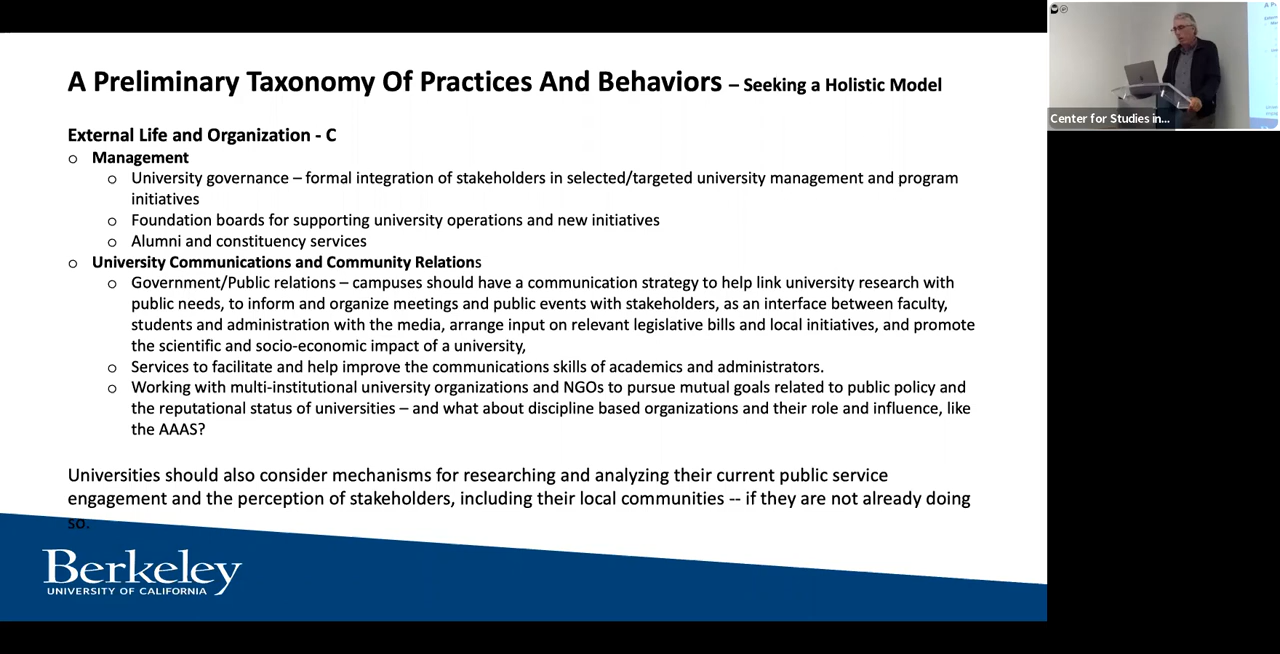 A Preliminary Taxonomy Of Practices And Behaviors – Seeking a Holistic Model
External Life and Organization - C
o Management
o University governance – formal integration of stakeholders in selected/targeted university management and program
initiatives
o Foundation boards for supporting university operations and new initiatives
o Alumni and constituency services
o University Communications and Community Relations
o Government/Public relations – campuses should have a communication strategy to help link university research with
public needs, to inform and organize meetings and public events with stakeholders, as an interface between faculty,
students and administration with the media, arrange input on relevant legislative bills and local initiatives, and promote
the scientific and socio-economic impact of a university,
o Services to facilitate and help improve the communications skills of academics and administrators.
o Working with multi-institutional university organizations and NGOs to pursue mutual goals related to public policy and
the reputational status of universities – and what about discipline based organizations and their role and influence, like
the AAAS?
Universities should also consider mechanisms for researching and analyzing their current public service
engagement and the perception of stakeholders, including their local communities -- if they are not already doing
so.
Berkeley
UNIVERSITY OF CALIFORNIA
Center for Studies in...